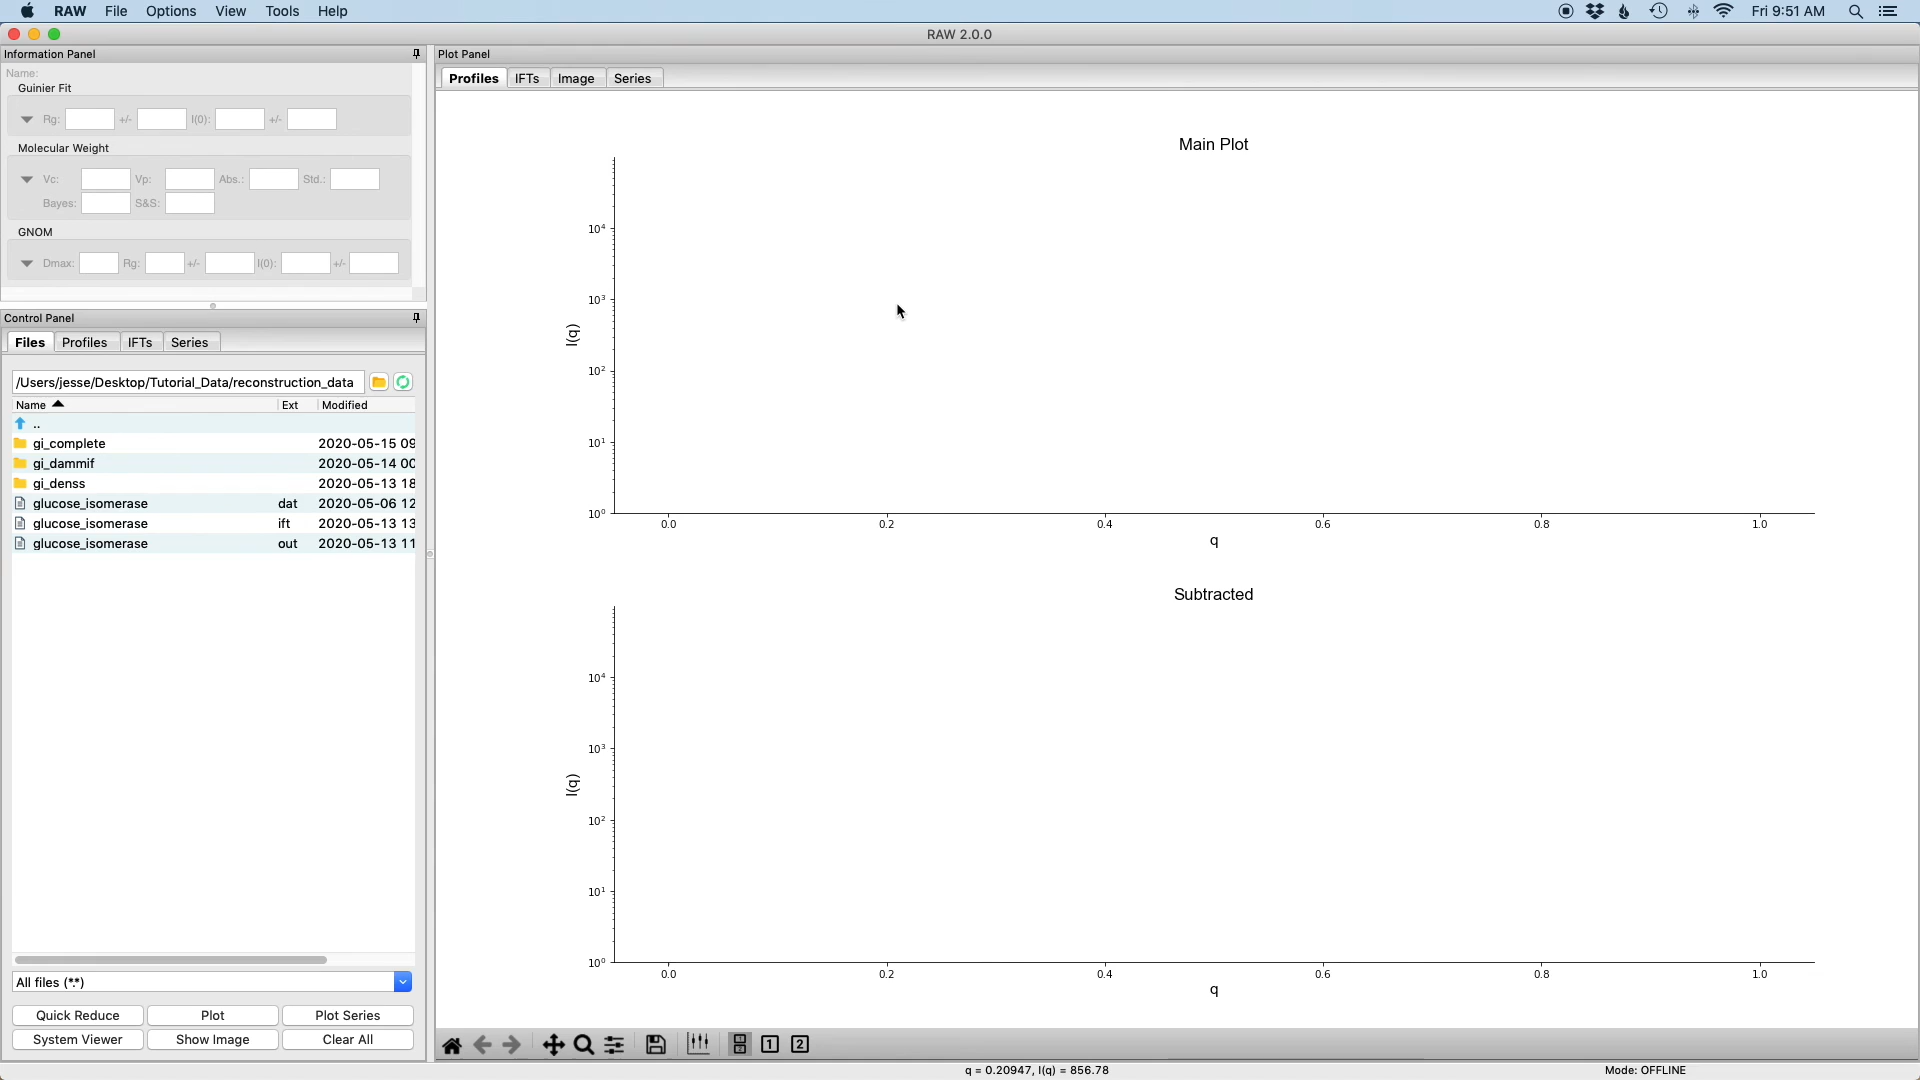 RAW File Options View Tools Help Fri 9:51 AM
RAW 2.0.0
Information Panel
Name:
Guinier Fit
Rg: +/- I(0): +/-
Molecular Weight
Vc: Vp: Abs.: Std.:
Bayes: S&S:
GNOM
Dmax: Rg: +/- I(0): +/-
Control Panel
Files Profiles IFTs Series
/Users/jesse/Desktop/Tutorial_Data/reconstruction_data
Name Ext Modified
..
gi_complete 2020-05-15 09
gi_dammif 2020-05-14 00
gi_denss 2020-05-13 18
glucose_isomerase dat 2020-05-06 12
glucose_isomerase ift 2020-05-13 13
glucose_isomerase out 2020-05-13 11
All files (*.*)
Quick Reduce Plot Plot Series
System Viewer Show Image Clear All
Plot Panel
Profiles IFTs Image Series
Main Plot
I(q)
10⁴
10³
10²
10¹
10⁰
0.0 0.2 0.4 0.6 0.8 1.0
q
Subtracted
I(q)
10⁴
10³
10²
10¹
10⁰
0.0 0.2 0.4 0.6 0.8 1.0
q
1 2
q = 0.20947, I(q) = 856.78 Mode: OFFLINE